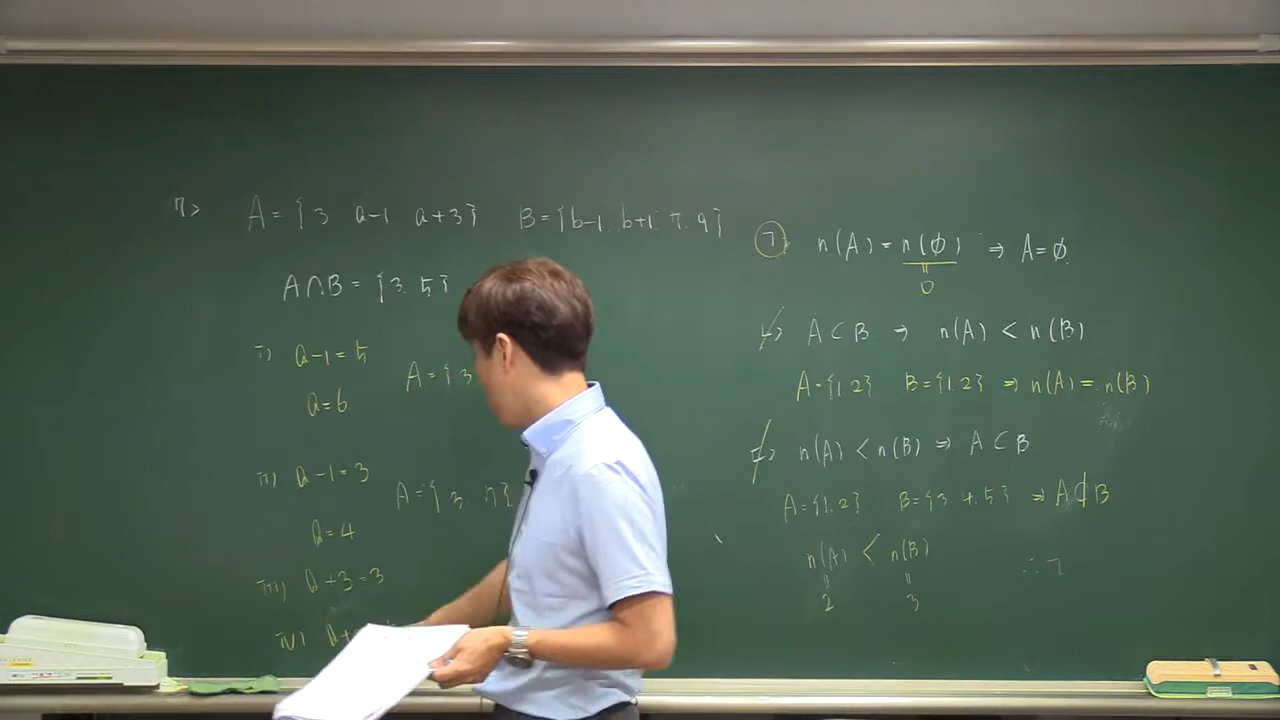 7> A = {3 a-1 a+3} B = {b-1, b+1, 7, 9}
A∩B = {3, 5}
i) a-1 = 5
a = 6
A = {3
ii) a-1 = 3
a = 4
A = {3, 7}
iii) a+3 = 3
iv) a+
㉠ n(A) = n(∅) ⇒ A = ∅
"
0
ㄴ> A⊂B ⇒ n(A) < n(B)
A = {1, 2} B = {1, 2} ⇒ n(A) = n(B)
ㄷ> n(A) < n(B) ⇒ A⊂B
A = {1, 2} B = {3, 4, 5} ⇒ A⊄B
n(A) < n(B)
" "
2 3
∴ ㄱ